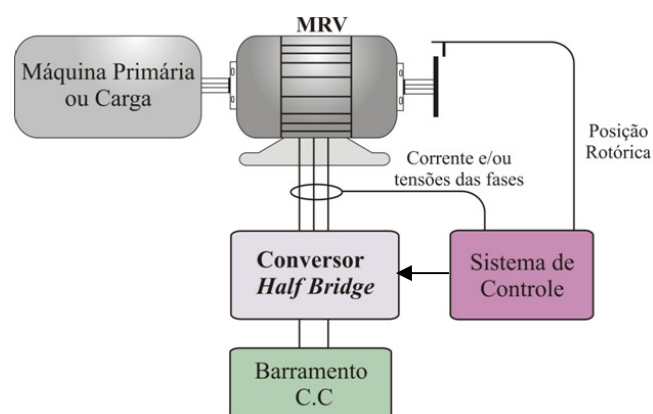 MRV
Máquina Primária
ou Carga
Posição
Rotórica
Corrente e/ou
tensões das fases
Conversor
Half Bridge
Sistema de
Controle
Barramento
C.C